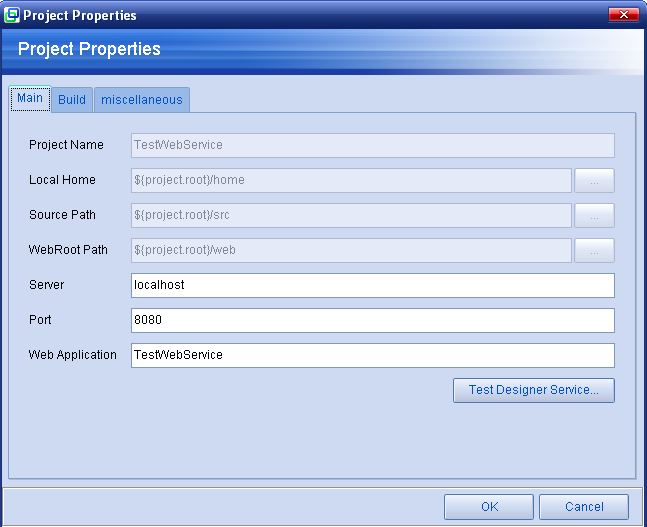 Project Properties
Project Properties
Main Build miscellaneous
Project Name TestWebService
Local Home ${project.root}/home ...
Source Path ${project.root}/src ...
WebRoot Path ${project.root}/web ...
Server localhost
Port 8080
Web Application TestWebService
Test Designer Service...
OK Cancel